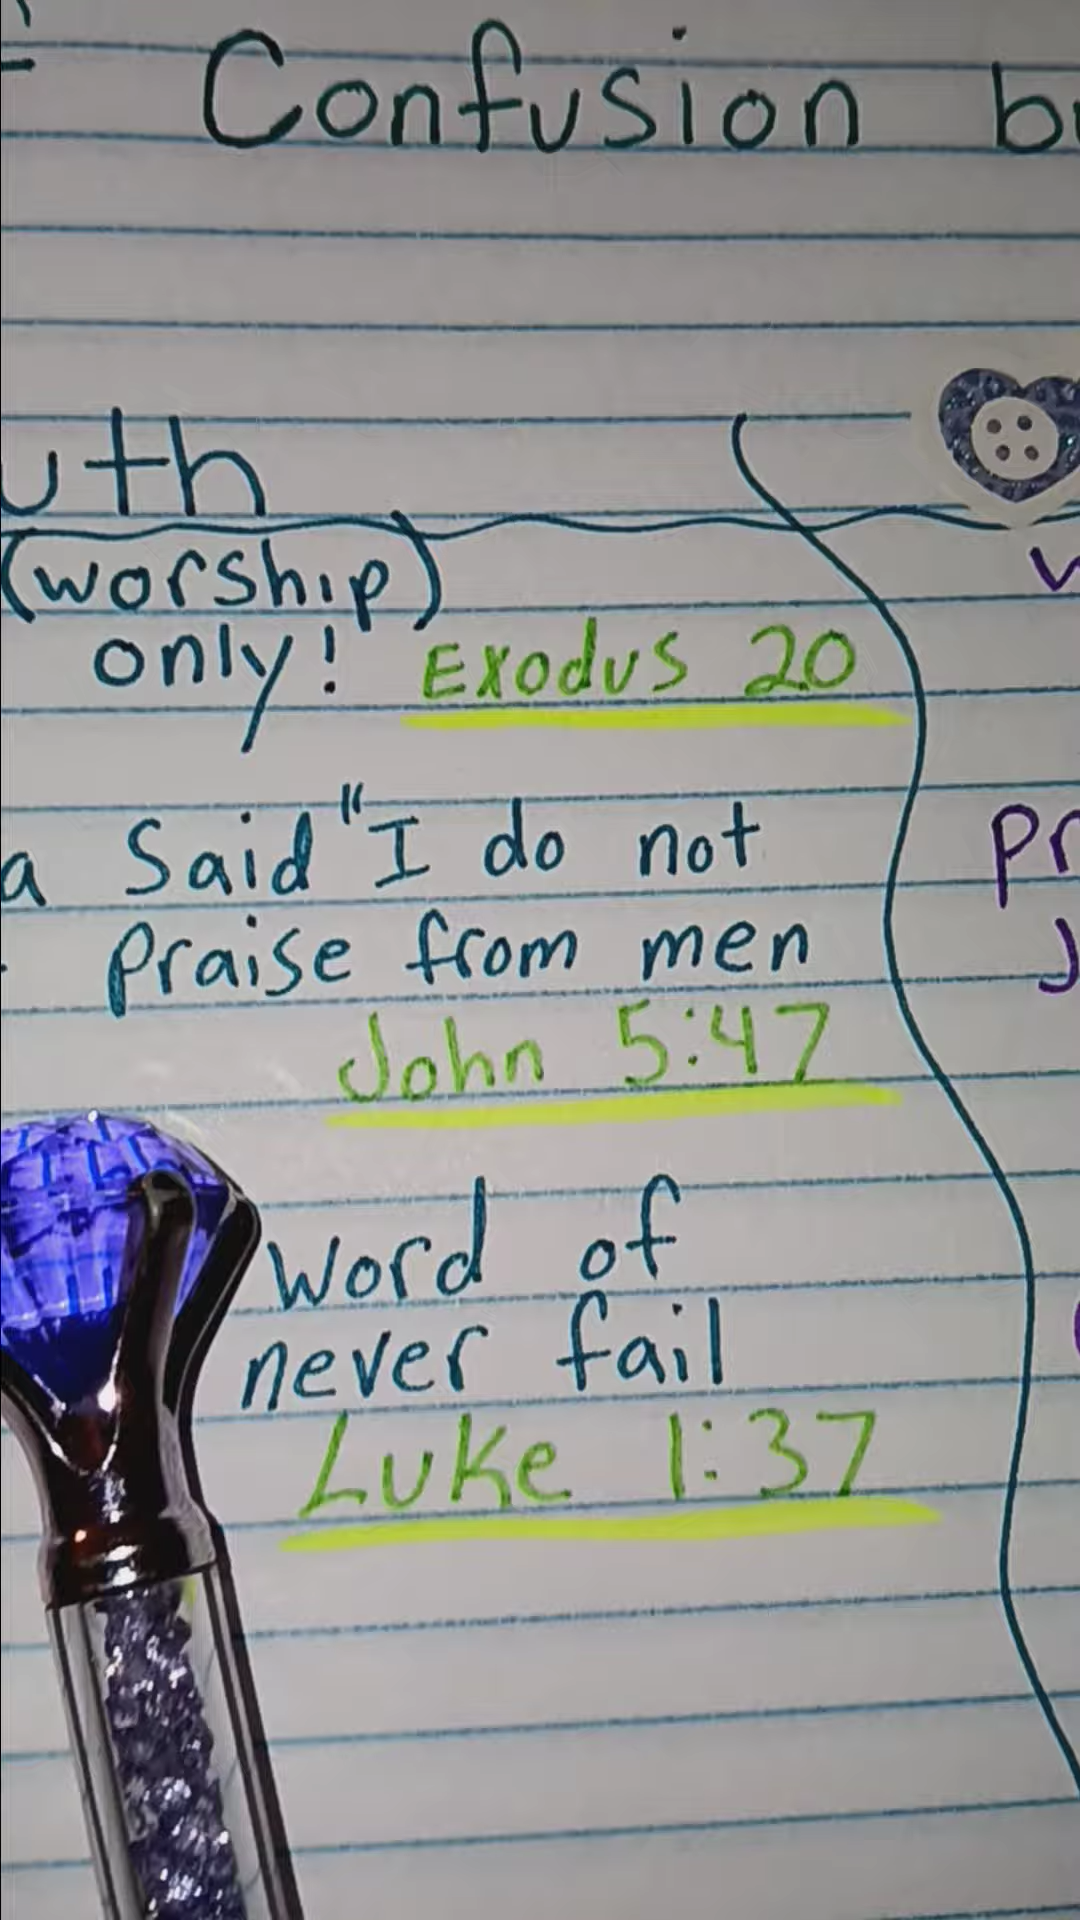 Confusion
uth
(worship)
only! Exodus 20
a Said "I do not
Praise from men
John 5:47
word of
never fail
Luke 1:37